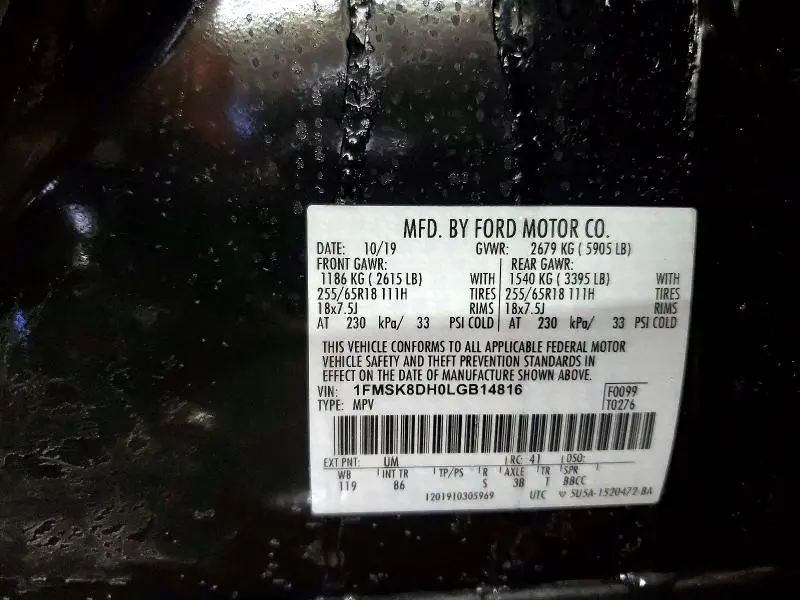 MFD. BY FORD MOTOR CO.
DATE: 10/19 GVWR: 2679 KG ( 5905 LB)
FRONT GAWR: REAR GAWR:
1186 KG ( 2615 LB) WITH 1540 KG ( 3395 LB) WITH
255/65R18 111H TIRES 255/65R18 111H TIRES
18x7.5J RIMS 18x7.5J RIMS
AT 230 kPa/ 33 PSI COLD AT 230 kPa/ 33 PSI COLD
THIS VEHICLE CONFORMS TO ALL APPLICABLE FEDERAL MOTOR
VEHICLE SAFETY AND THEFT PREVENTION STANDARDS IN
EFFECT ON THE DATE OF MANUFACTURE SHOWN ABOVE.
VIN: 1FMSK8DH0LGB14816 F0099
TYPE: MPV T0276
EXT PNT: UM RC: 41 DSO:
WB INT TR TP/PS R AXLE TR SPR
119 86 S 3B T BBCC
1201910305969 UTC 5U5A-1520472-BA